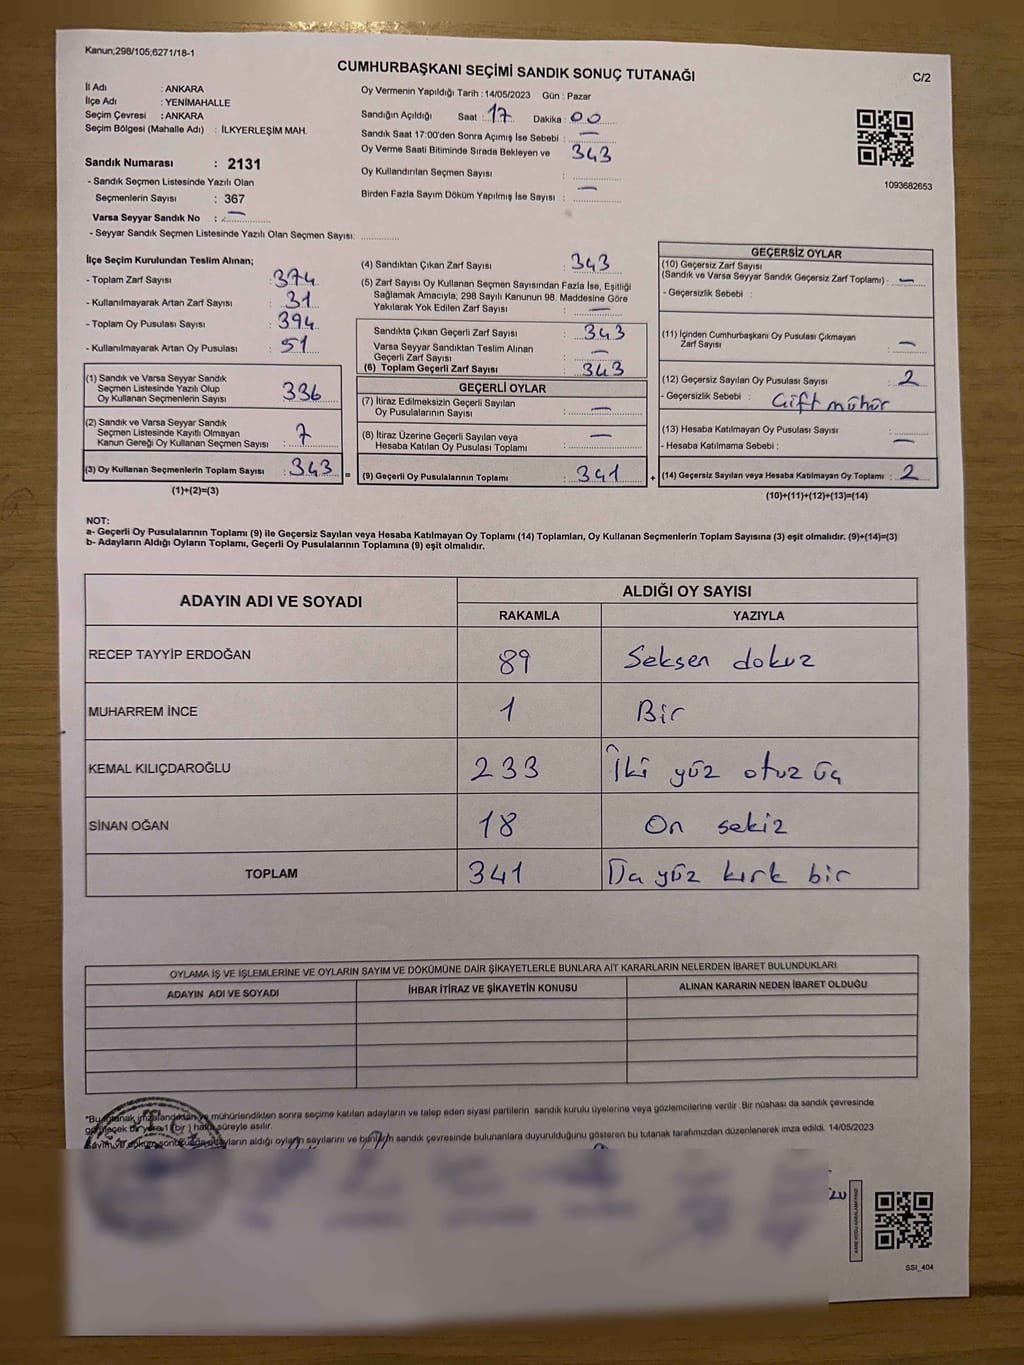 Kanun;298/105;6271/18-1
CUMHURBAŞKANI SEÇİMİ SANDIK SONUÇ TUTANAĞI
C/2
İl Adı : ANKARA
İlçe Adı : YENİMAHALLE
Seçim Çevresi : ANKARA
Seçim Bölgesi (Mahalle Adı) : İLKYERLEŞİM MAH.
Sandık Numarası : 2131
- Sandık Seçmen Listesinde Yazılı Olan
Seçmenlerin Sayısı : 367
Varsa Seyyar Sandık No : —
- Seyyar Sandık Seçmen Listesinde Yazılı Olan Seçmen Sayısı: ............
Oy Vermenin Yapıldığı Tarih : 14/05/2023 Gün : Pazar
Sandığın Açıldığı Saat : 17 Dakika : 00
Sandık Saat 17:00'den Sonra Açımış İse Sebebi : —
Oy Verme Saati Bitiminde Sırada Bekleyen ve 343
Oy Kullandırılan Seçmen Sayısı : ............
Birden Fazla Sayım Döküm Yapılmış İse Sayısı : —
1093682653
İlçe Seçim Kurulundan Teslim Alınan;
- Toplam Zarf Sayısı : 374
- Kullanılmayarak Artan Zarf Sayısı : 31
- Toplam Oy Pusulası Sayısı : 394
- Kullanılmayarak Artan Oy Pusulası : 51
(1) Sandık ve Varsa Seyyar Sandık
Seçmen Listesinde Yazılı Olup
Oy Kullanan Seçmenlerin Sayısı : 336
(2) Sandık ve Varsa Seyyar Sandık
Seçmen Listesinde Kayıtlı Olmayan
Kanun Gereği Oy Kullanan Seçmen Sayısı : 7
(3) Oy Kullanan Seçmenlerin Toplam Sayısı : 343 =
(1)+(2)=(3)
(4) Sandıktan Çıkan Zarf Sayısı : 343
(5) Zarf Sayısı Oy Kullanan Seçmen Sayısından Fazla İse, Eşitliği
Sağlamak Amacıyla; 298 Sayılı Kanunun 98. Maddesine Göre
Yakılarak Yok Edilen Zarf Sayısı : —
Sandıkta Çıkan Geçerli Zarf Sayısı : 343
Varsa Seyyar Sandıktan Teslim Alınan
Geçerli Zarf Sayısı : —
(6) Toplam Geçerli Zarf Sayısı : 343
GEÇERLİ OYLAR
(7) İtiraz Edilmeksizin Geçerli Sayılan
Oy Pusulalarının Sayısı : —
(8) İtiraz Üzerine Geçerli Sayılan veya
Hesaba Katılan Oy Pusulası Toplamı : —
(9) Geçerli Oy Pusulalarının Toplamı : 341 +
GEÇERSİZ OYLAR
(10) Geçersiz Zarf Sayısı
(Sandık ve Varsa Seyyar Sandık Geçersiz Zarf Toplamı) : —
- Geçersizlik Sebebi :
(11) İçinden Cumhurbaşkanı Oy Pusulası Çıkmayan
Zarf Sayısı : —
(12) Geçersiz Sayılan Oy Pusulası Sayısı : 2
- Geçersizlik Sebebi : Çift mühür
(13) Hesaba Katılmayan Oy Pusulası Sayısı : ............
- Hesaba Katılmama Sebebi : —
(14) Geçersiz Sayılan veya Hesaba Katılmayan Oy Toplamı : 2
(10)+(11)+(12)+(13)=(14)
NOT:
a- Geçerli Oy Pusulalarının Toplamı (9) ile Geçersiz Sayılan veya Hesaba Katılmayan Oy Toplamı (14) Toplamları, Oy Kullanan Seçmenlerin Toplam Sayısına (3) eşit olmalıdır. (9)+(14)=(3)
b- Adayların Aldığı Oyların Toplamı, Geçerli Oy Pusulalarının Toplamına (9) eşit olmalıdır.
ADAYIN ADI VE SOYADI ALDIĞI OY SAYISI
RAKAMLA YAZIYLA
RECEP TAYYİP ERDOĞAN 89 Seksen dokuz
MUHARREM İNCE 1 Bir
KEMAL KILIÇDAROĞLU 233 İki yüz otuz üç
SİNAN OĞAN 18 On sekiz
TOPLAM 341 Üç yüz kırk bir
OYLAMA İŞ VE İŞLEMLERİNE VE OYLARIN SAYIM VE DÖKÜMÜNE DAİR ŞİKAYETLERLE BUNLARA AİT KARARLARIN NELERDEN İBARET BULUNDUKLARI
ADAYIN ADI VE SOYADI İHBAR İTİRAZ VE ŞİKAYETİN KONUSU ALINAN KARARIN NEDEN İBARET OLDUĞU
mühürlendikten sonra seçime katılan adayların ve talep eden siyasi partilerin sandık kurulu üyelerine veya gözlemcilerine verilir. Bir nüshası da sandık çevresinde
süreyle asılır.
adayların aldığı oyların sayılarını ve bunların sandık çevresinde bulunanlara duyurulduğunu gösteren bu tutanak tarafımızdan düzenlenerek imza edildi. 14/05/2023
SSI_404